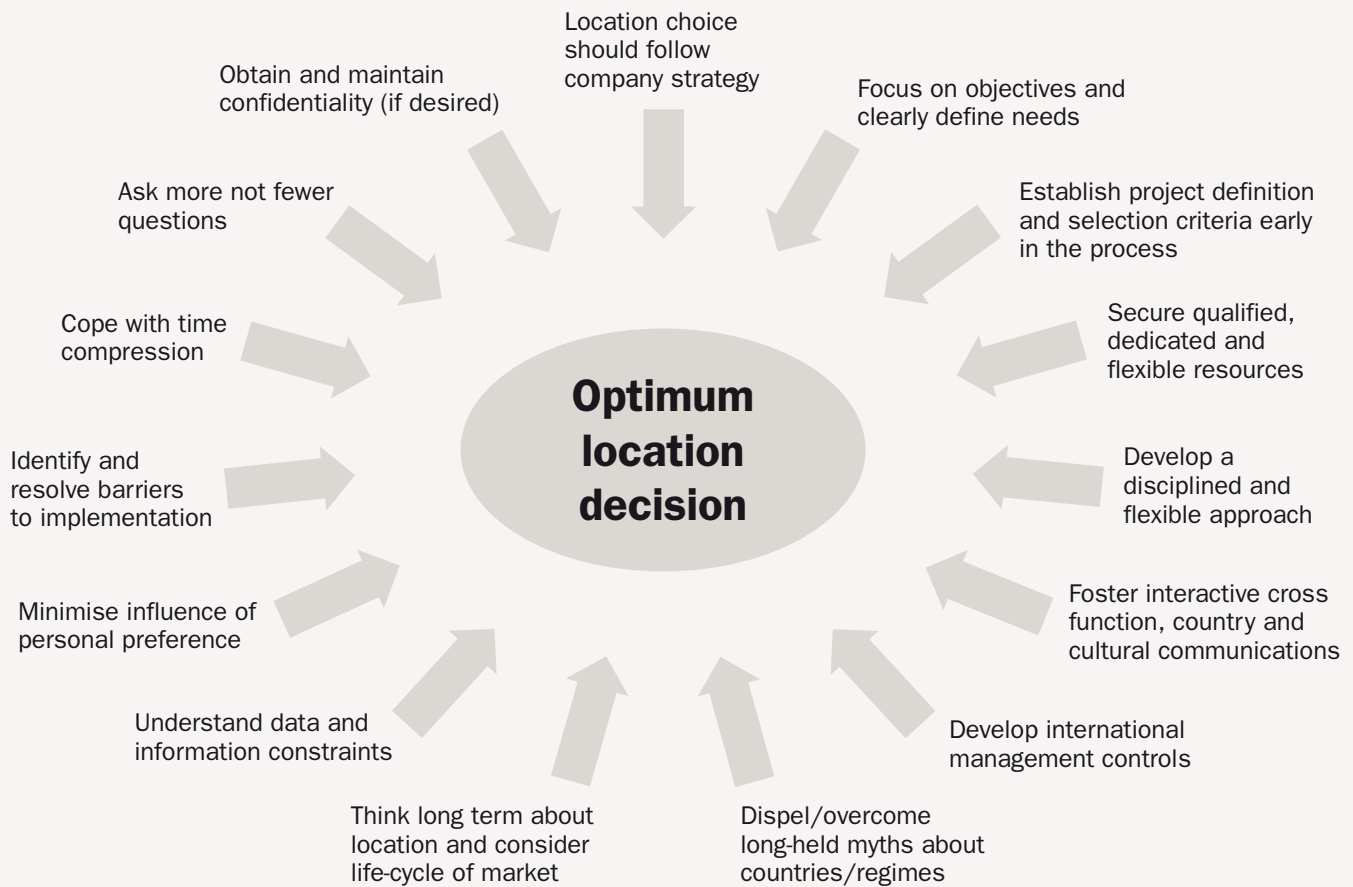 Location choice
should follow
company strategy
Focus on objectives and
clearly define needs
Establish project definition
and selection criteria early
in the process
Secure qualified,
dedicated and
flexible resources
Develop a
disciplined and
flexible approach
Foster interactive cross
function, country and
cultural communications
Develop international
management controls
Dispel/overcome
long-held myths about
countries/regimes
Think long term about
location and consider
life-cycle of market
Understand data and
information constraints
Minimise influence of
personal preference
Identify and
resolve barriers
to implementation
Cope with time
compression
Ask more not fewer
questions
Obtain and maintain
confidentiality (if desired)
Optimum
location
decision